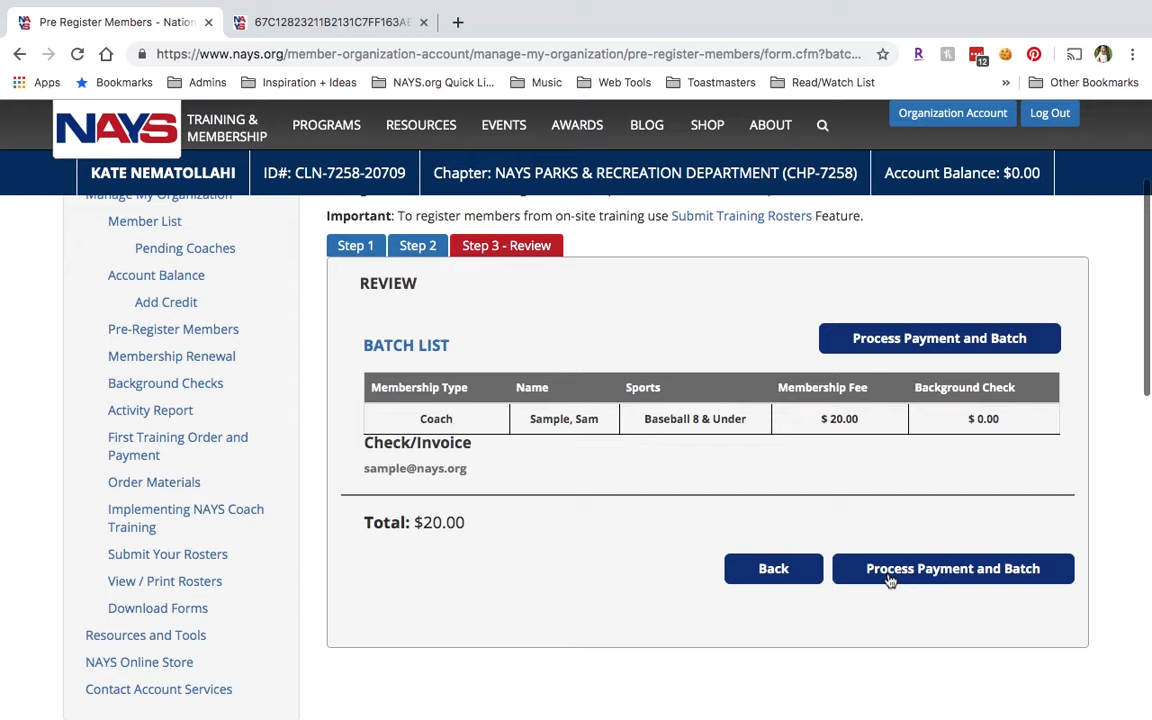 Pre Register Members - Nation
67C12823211B2131C7FF163AE
https://www.nays.org/member-organization-account/manage-my-organization/pre-register-members/form.cfm?batc...
12
Apps
Bookmarks
Admins
Inspiration + Ideas
NAYS.org Quick Li...
Music
Web Tools
Toastmasters
Read/Watch List
»
Other Bookmarks
NAYS
TRAINING &
MEMBERSHIP
PROGRAMS
RESOURCES
EVENTS
AWARDS
BLOG
SHOP
ABOUT
Organization Account
Log Out
KATE NEMATOLLAHI
ID#: CLN-7258-20709
Chapter: NAYS PARKS & RECREATION DEPARTMENT (CHP-7258)
Account Balance: $0.00
Manage My Organization
Member List
Pending Coaches
Account Balance
Add Credit
Pre-Register Members
Membership Renewal
Background Checks
Activity Report
First Training Order and
Payment
Order Materials
Implementing NAYS Coach
Training
Submit Your Rosters
View / Print Rosters
Download Forms
Resources and Tools
NAYS Online Store
Contact Account Services
Important: To register members from on-site training use Submit Training Rosters Feature.
Step 1
Step 2
Step 3 - Review
REVIEW
BATCH LIST
Process Payment and Batch
Membership Type Name Sports Membership Fee Background Check
Coach Sample, Sam Baseball 8 & Under $ 20.00 $ 0.00
Check/Invoice
sample@nays.org
Total: $20.00
Back
Process Payment and Batch